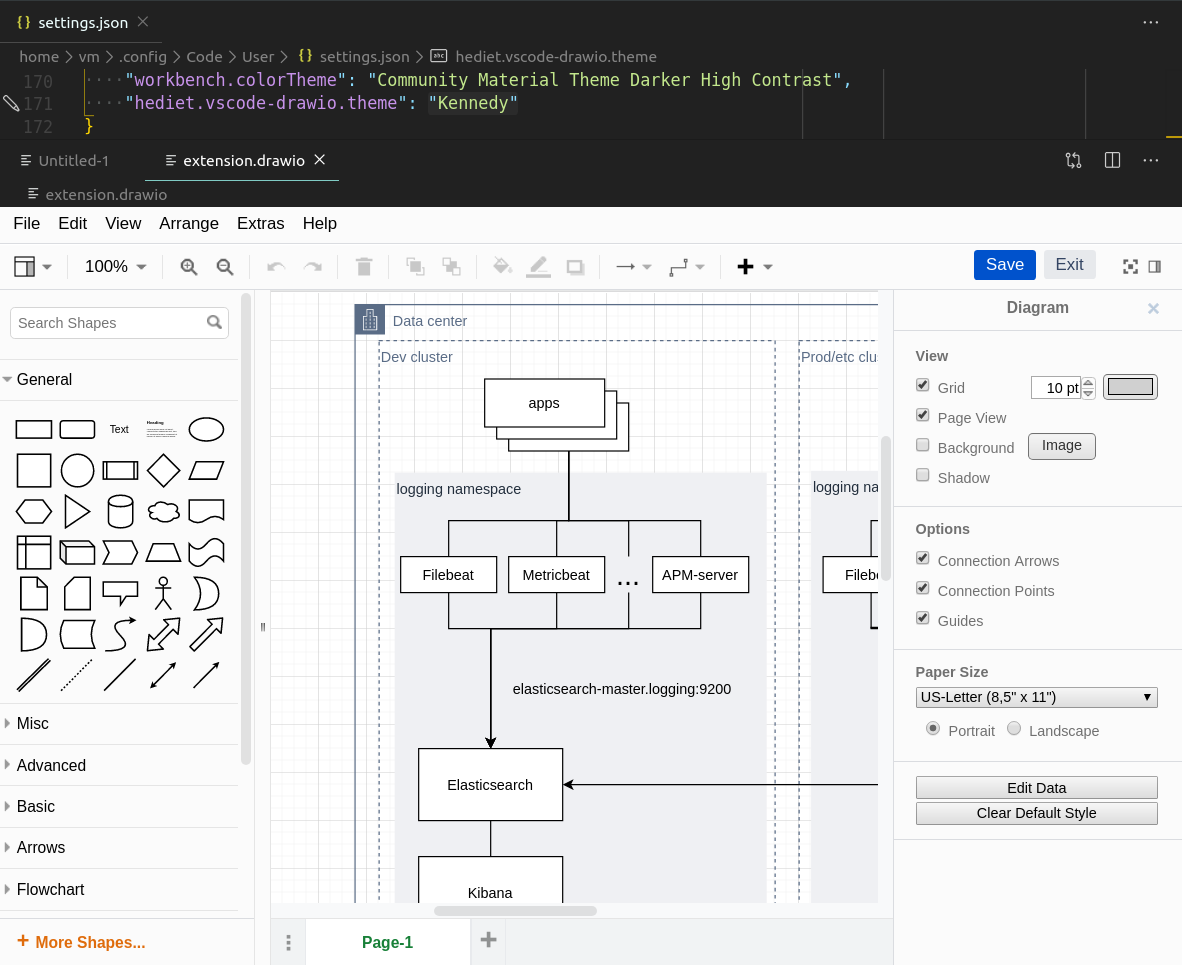 {} settings.json
home > vm > .config > Code > User > {} settings.json > abc hediet.vscode-drawio.theme
170 ····"workbench.colorTheme": "Community Material Theme Darker High Contrast",
171 ····"hediet.vscode-drawio.theme": "Kennedy"
172 }
Untitled-1 extension.drawio
extension.drawio
File Edit View Arrange Extras Help
100% Save Exit
Search Shapes
General
Text
Heading
Misc
Advanced
Basic
Arrows
Flowchart
+ More Shapes...
Data center
Dev cluster
Prod/etc clu
apps
logging namespace
logging na
Filebeat Metricbeat ... APM-server
Fileb
elasticsearch-master.logging:9200
Elasticsearch
Kibana
Page-1
Diagram
View
Grid 10 pt
Page View
Background Image
Shadow
Options
Connection Arrows
Connection Points
Guides
Paper Size
US-Letter (8,5" x 11")
Portrait Landscape
Edit Data
Clear Default Style